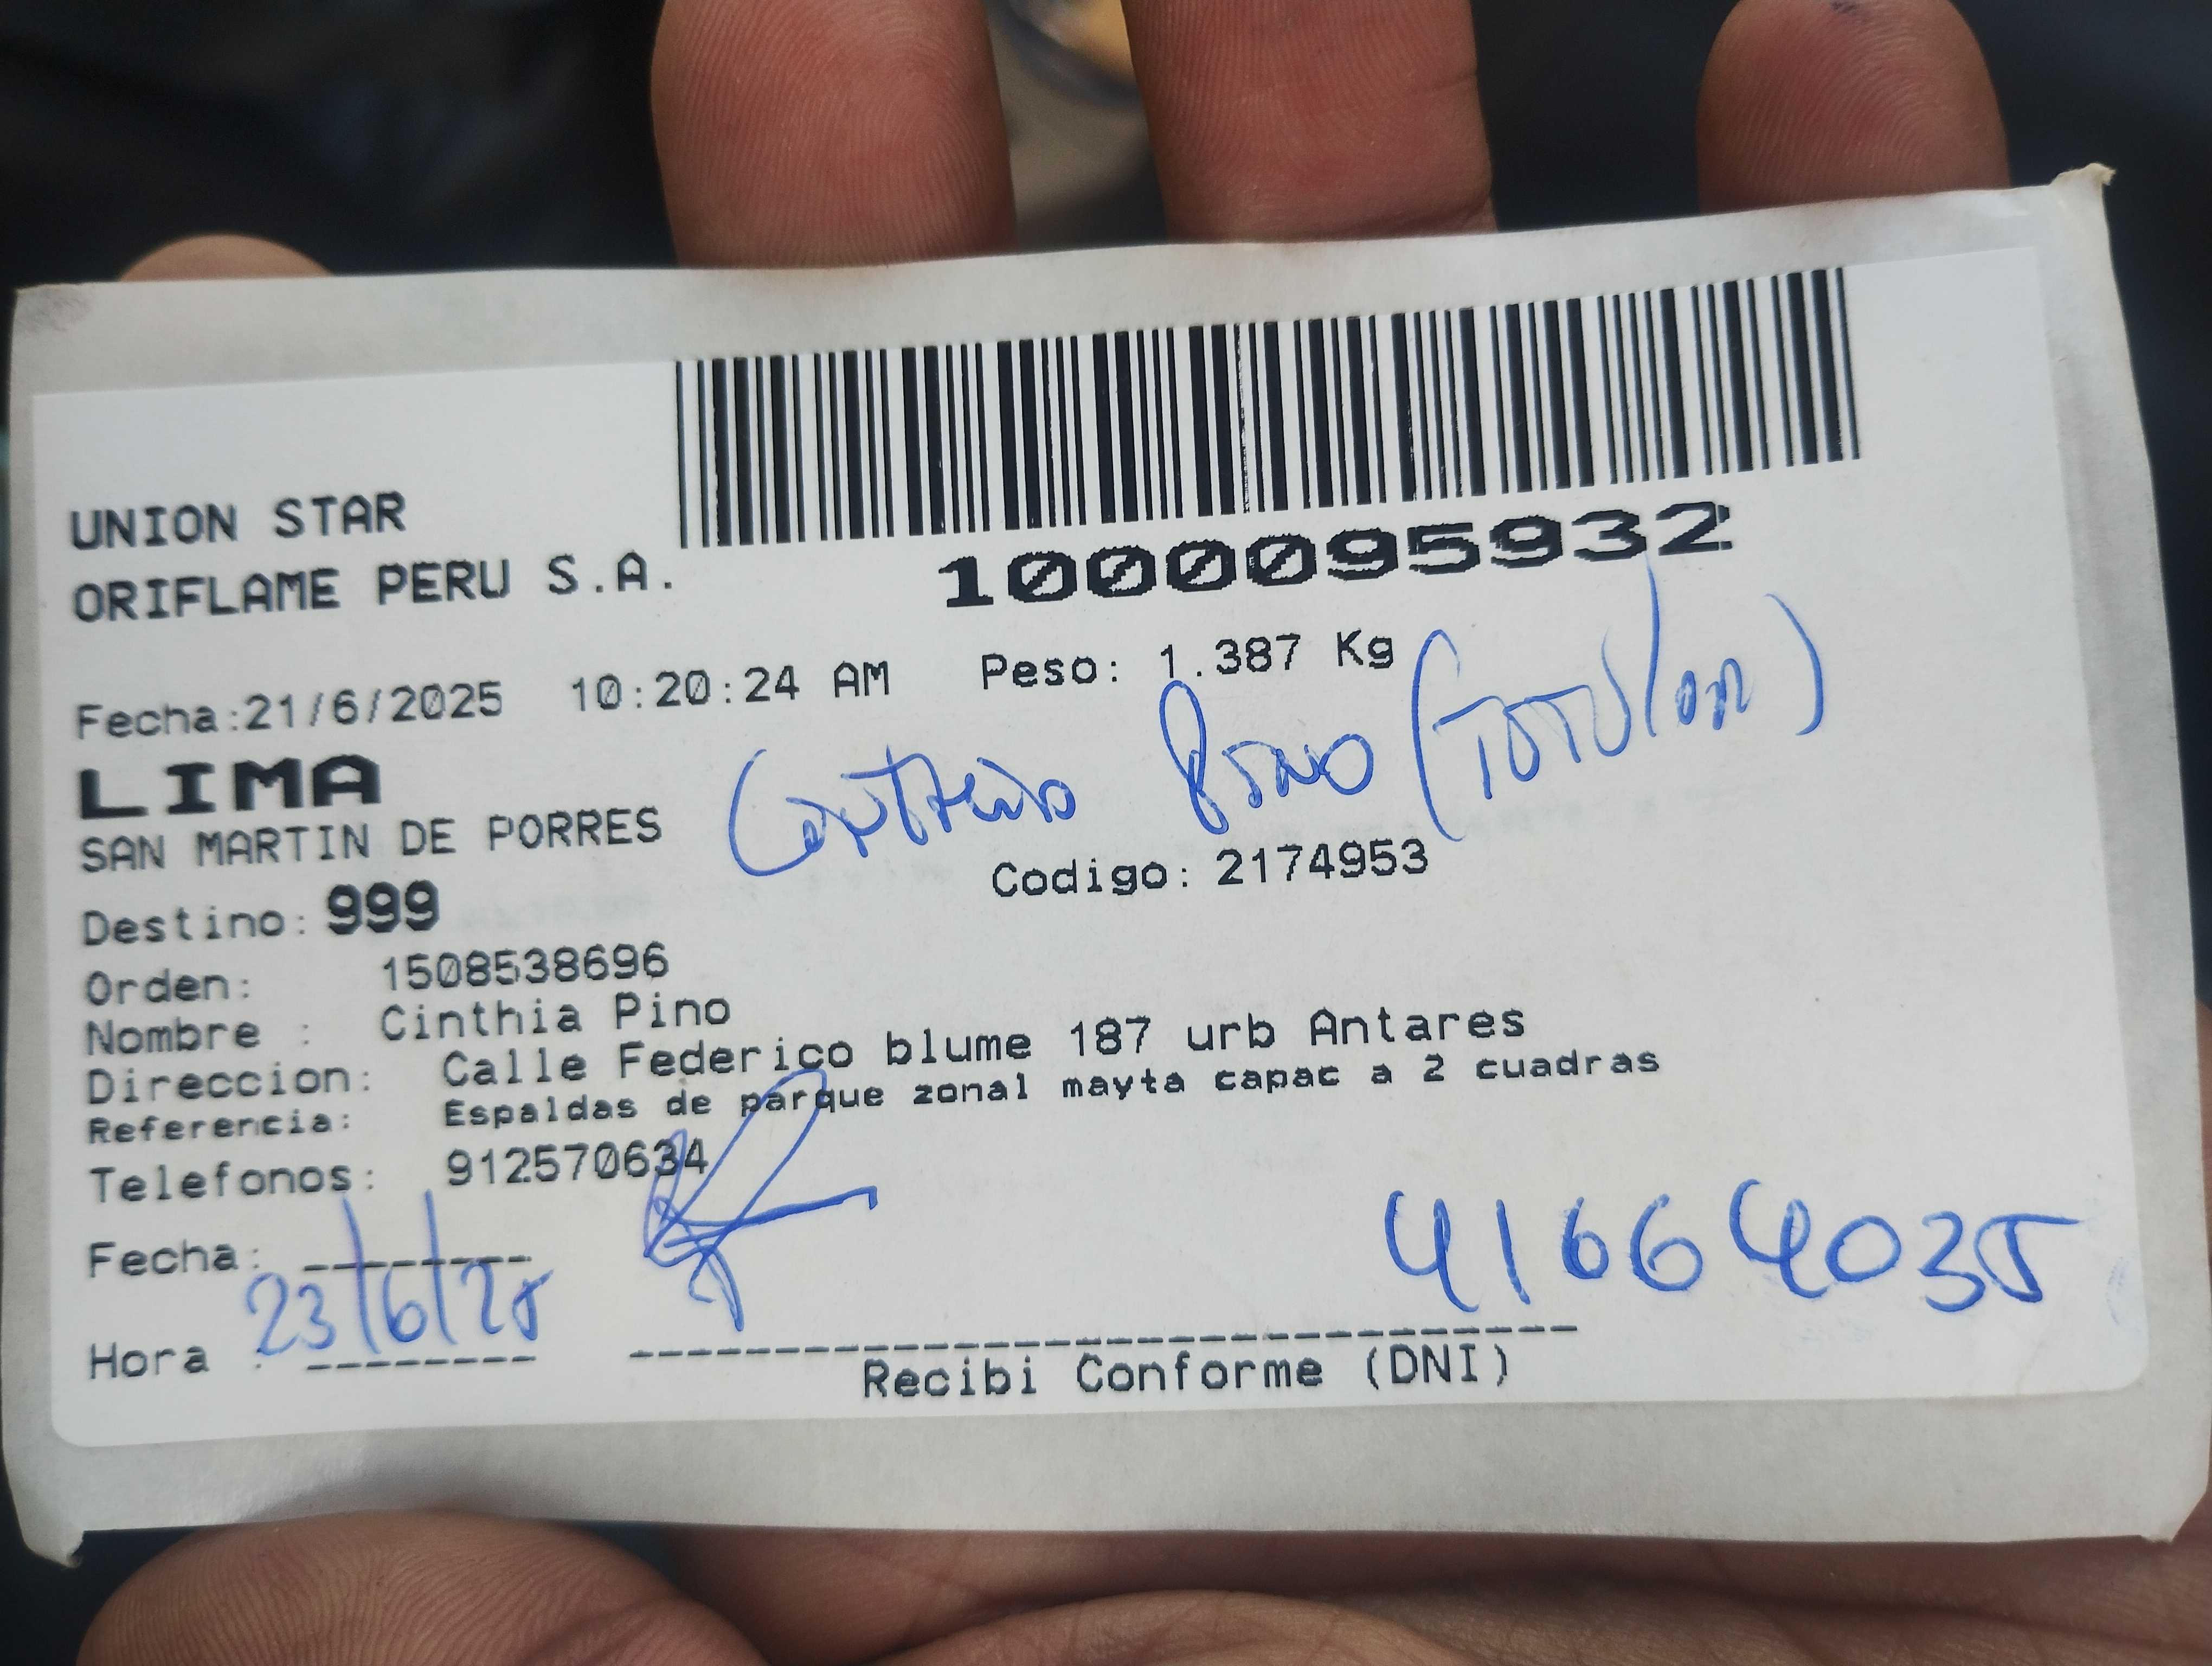 UNION STAR
ORIFLAME PERU S.A.
1000095932
Fecha:21/6/2025 10:20:24 AM Peso: 1.387 Kg
LIMA
SAN MARTIN DE PORRES
Pino (Titular)
Destino: 999 Codigo: 2174953
Orden: 1508538696
Nombre : Cinthia Pino
Direccion: Calle Federico blume 187 urb Antares
Referencia: Espaldas de parque zonal mayta capac a 2 cuadras
Telefonos: 912570634
Fecha: 23/6/25
41664035
Hora :
Recibi Conforme (DNI)